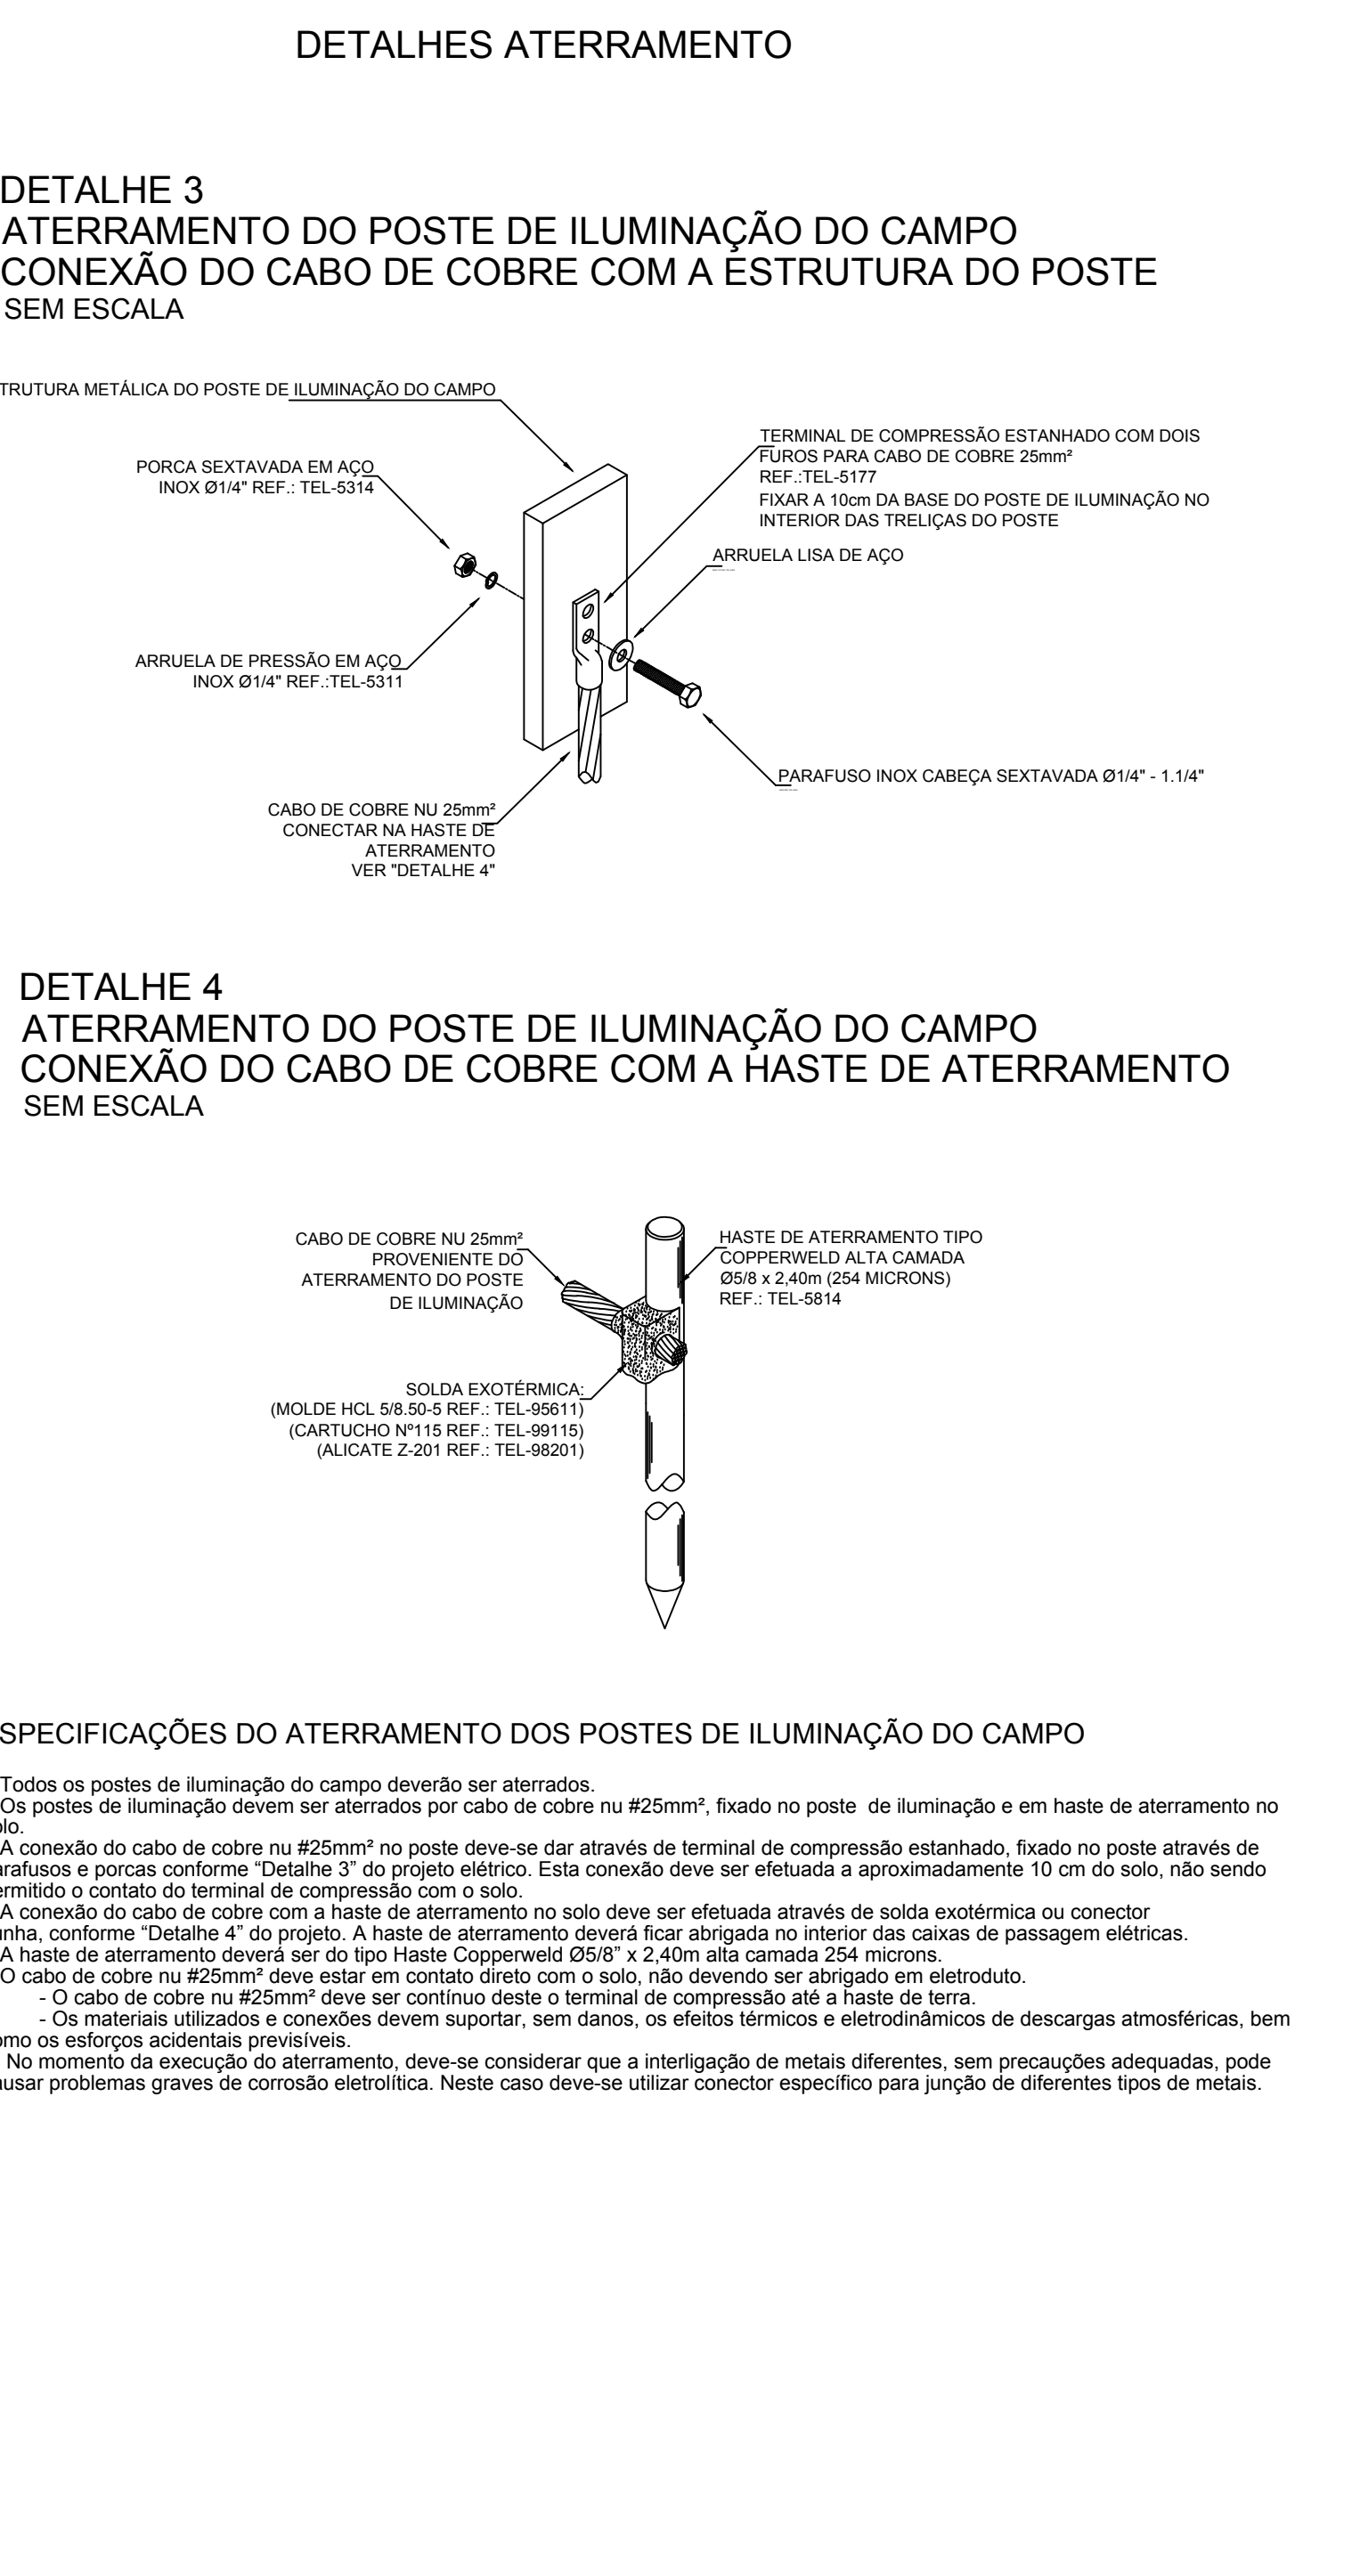 DETALHES ATERRAMENTO
DETALHE 3
ATERRAMENTO DO POSTE DE ILUMINAÇÃO DO CAMPO
CONEXÃO DO CABO DE COBRE COM A ESTRUTURA DO POSTE
SEM ESCALA
TRUTURA METÁLICA DO POSTE DE ILUMINAÇÃO DO CAMPO
PORCA SEXTAVADA EM AÇO
INOX Ø1/4" REF.: TEL-5314
TERMINAL DE COMPRESSÃO ESTANHADO COM DOIS
FUROS PARA CABO DE COBRE 25mm²
REF.:TEL-5177
FIXAR A 10cm DA BASE DO POSTE DE ILUMINAÇÃO NO
INTERIOR DAS TRELIÇAS DO POSTE
ARRUELA LISA DE AÇO
ARRUELA DE PRESSÃO EM AÇO
INOX Ø1/4" REF.:TEL-5311
PARAFUSO INOX CABEÇA SEXTAVADA Ø1/4" - 1.1/4"
CABO DE COBRE NU 25mm²
CONECTAR NA HASTE DE
ATERRAMENTO
VER "DETALHE 4"
DETALHE 4
ATERRAMENTO DO POSTE DE ILUMINAÇÃO DO CAMPO
CONEXÃO DO CABO DE COBRE COM A HASTE DE ATERRAMENTO
SEM ESCALA
CABO DE COBRE NU 25mm²
PROVENIENTE DO
ATERRAMENTO DO POSTE
DE ILUMINAÇÃO
HASTE DE ATERRAMENTO TIPO
COPPERWELD ALTA CAMADA
Ø5/8 x 2,40m (254 MICRONS)
REF.: TEL-5814
SOLDA EXOTÉRMICA:
(MOLDE HCL 5/8.50-5 REF.: TEL-95611)
(CARTUCHO Nº115 REF.: TEL-99115)
(ALICATE Z-201 REF.: TEL-98201)
SPECIFICAÇÕES DO ATERRAMENTO DOS POSTES DE ILUMINAÇÃO DO CAMPO
Todos os postes de iluminação do campo deverão ser aterrados.
Os postes de iluminação devem ser aterrados por cabo de cobre nu #25mm², fixado no poste  de iluminação e em haste de aterramento no
olo.
A conexão do cabo de cobre nu #25mm² no poste deve-se dar através de terminal de compressão estanhado, fixado no poste através de
arafusos e porcas conforme “Detalhe 3” do projeto elétrico. Esta conexão deve ser efetuada a aproximadamente 10 cm do solo, não sendo
ermitido o contato do terminal de compressão com o solo.
A conexão do cabo de cobre com a haste de aterramento no solo deve ser efetuada através de solda exotérmica ou conector
unha, conforme “Detalhe 4” do projeto. A haste de aterramento deverá ficar abrigada no interior das caixas de passagem elétricas.
A haste de aterramento deverá ser do tipo Haste Copperweld Ø5/8” x 2,40m alta camada 254 microns.
O cabo de cobre nu #25mm² deve estar em contato direto com o solo, não devendo ser abrigado em eletroduto.
- O cabo de cobre nu #25mm² deve ser contínuo deste o terminal de compressão até a haste de terra.
- Os materiais utilizados e conexões devem suportar, sem danos, os efeitos térmicos e eletrodinâmicos de descargas atmosféricas, bem
omo os esforços acidentais previsíveis.
No momento da execução do aterramento, deve-se considerar que a interligação de metais diferentes, sem precauções adequadas, pode
ausar problemas graves de corrosão eletrolítica. Neste caso deve-se utilizar conector específico para junção de diferentes tipos de metais.